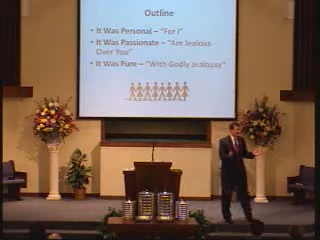 Outline
• It Was Personal – "For I"
• It Was Passionate – "Am Jealous
Over You"
• It Was Pure – "With Godly Jealousy"